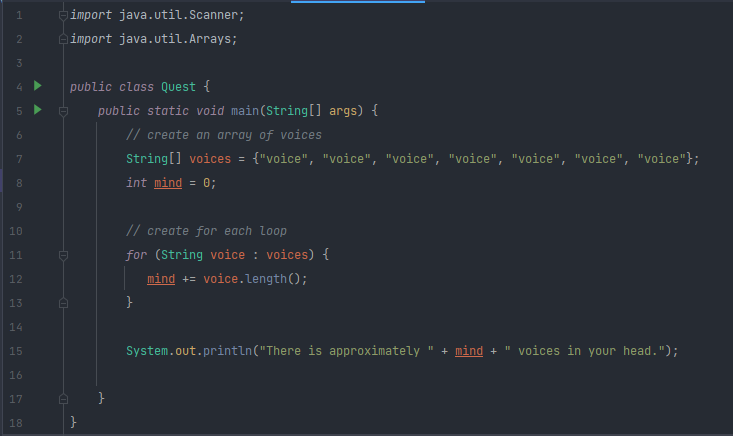 1 import java.util.Scanner;
2 import java.util.Arrays;
3
4 public class Quest {
5 public static void main(String[] args) {
6 // create an array of voices
7 String[] voices = {"voice", "voice", "voice", "voice", "voice", "voice", "voice"};
8 int mind = 0;
9
10 // create for each loop
11 for (String voice : voices) {
12 mind += voice.length();
13 }
14
15 System.out.println("There is approximately " + mind + " voices in your head.");
16
17 }
18 }